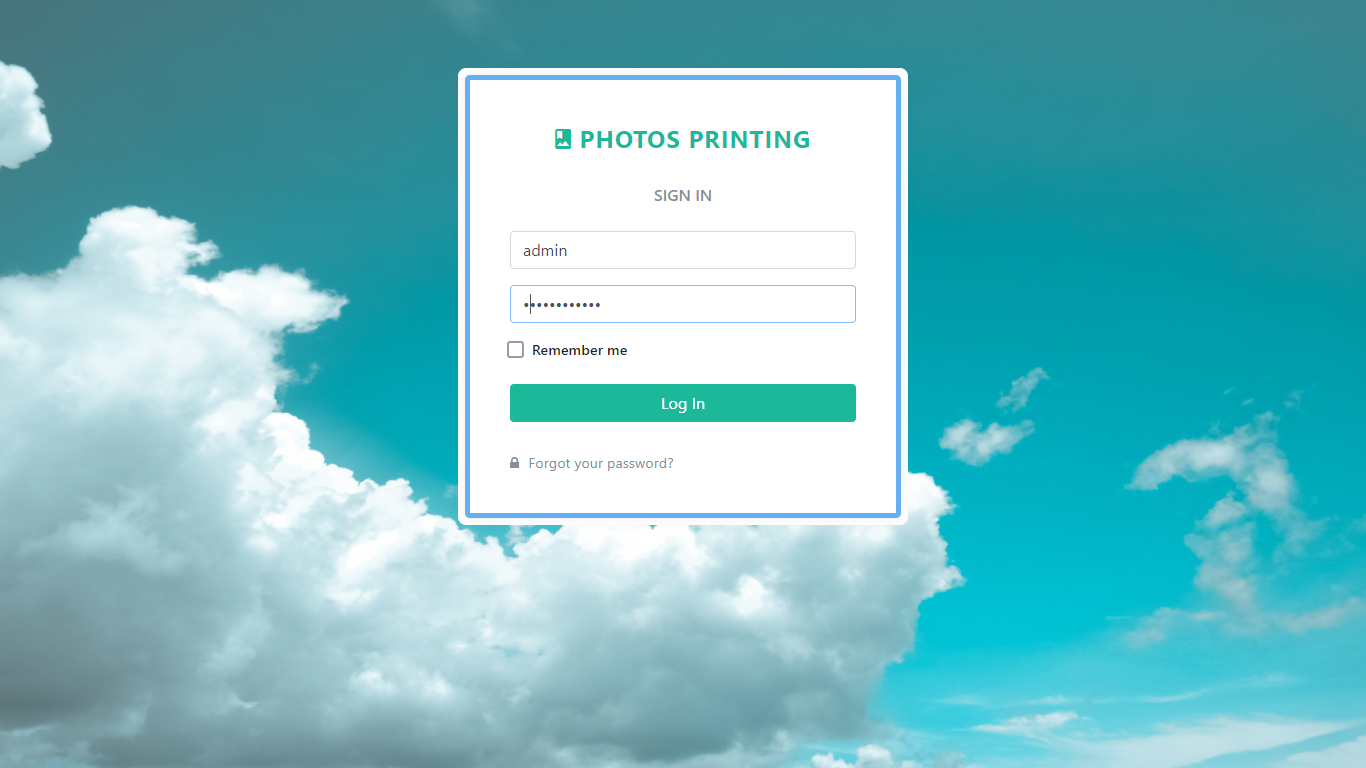 PHOTOS PRINTING
SIGN IN
admin
••••••••••••
Remember me
Log In
Forgot your password?